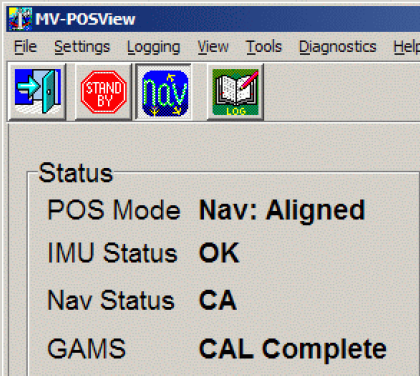 MV-POSView
File Settings Logging View Tools Diagnostics Help
STAND BY nav LOG
Status
POS Mode Nav: Aligned
IMU Status OK
Nav Status CA
GAMS CAL Complete